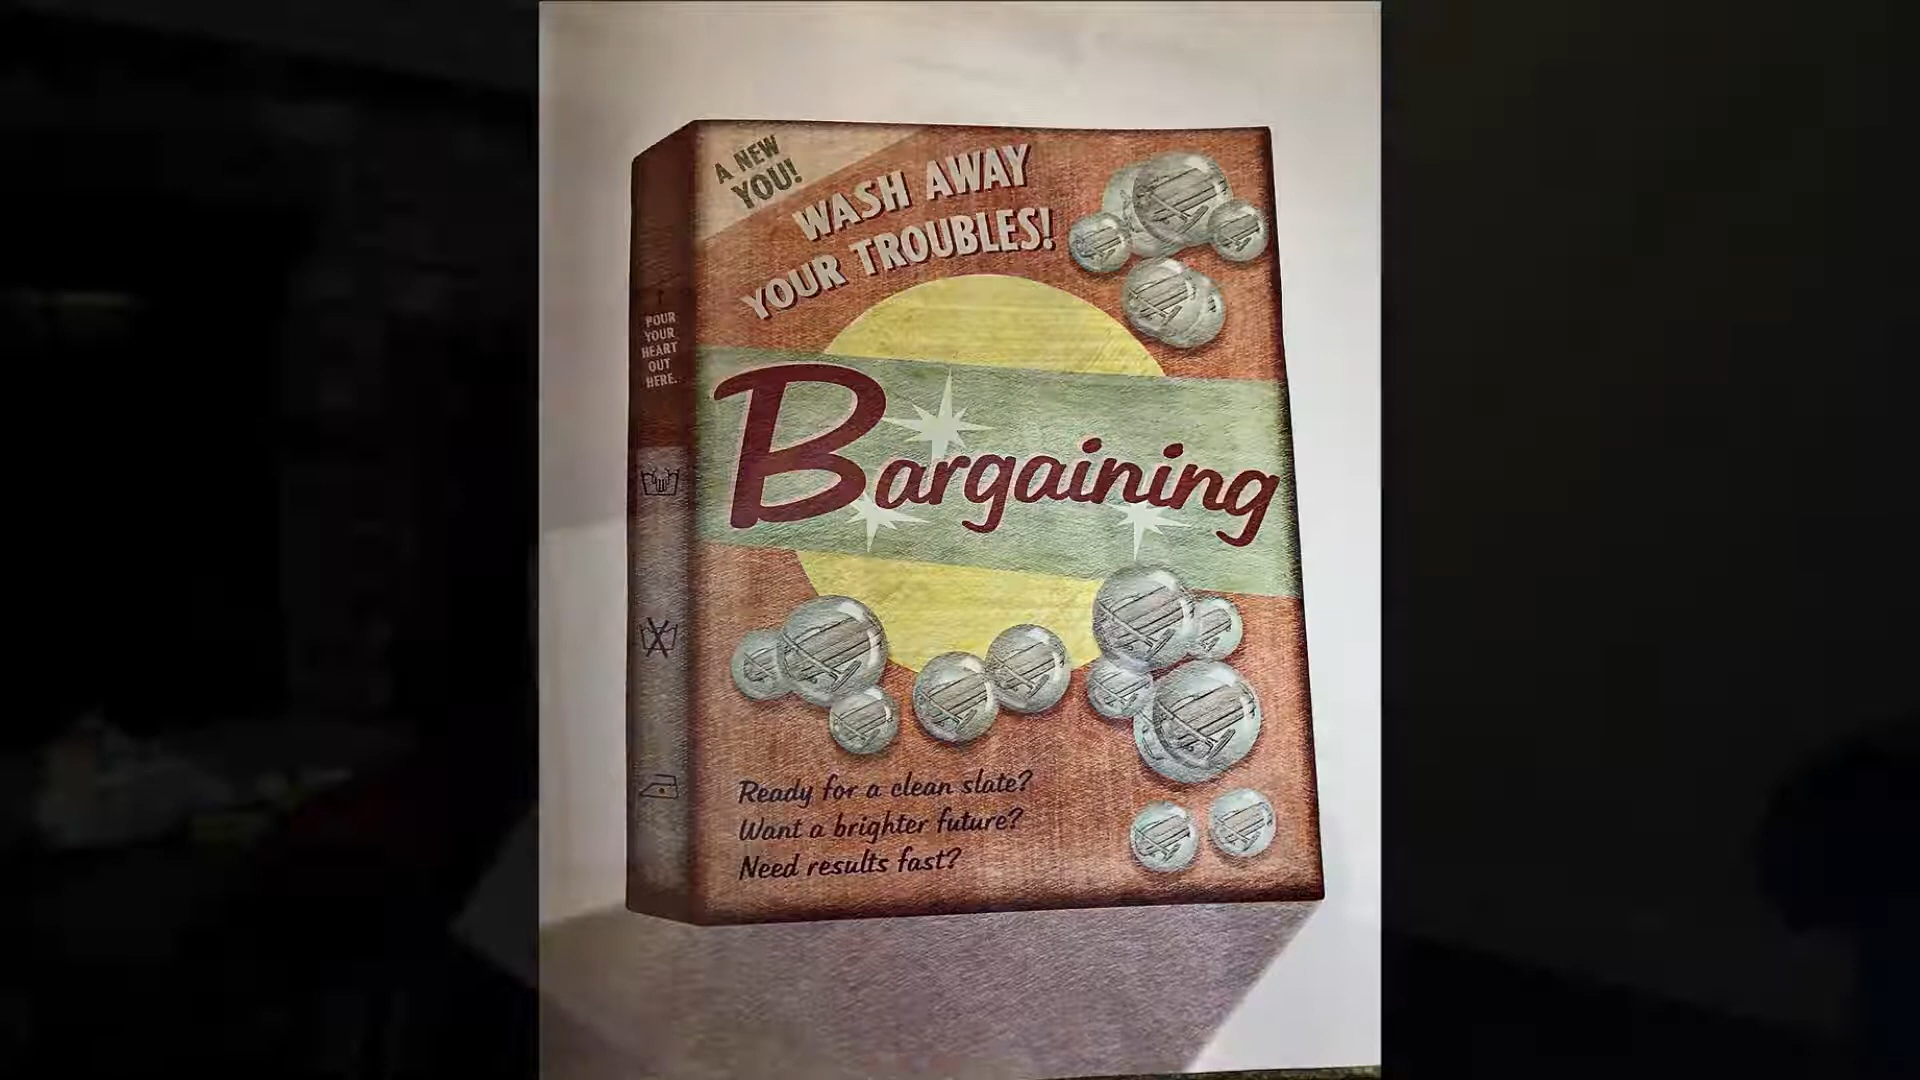 A NEW
YOU!
WASH AWAY
YOUR TROUBLES!
POUR
YOUR
HEART
OUT
HERE.
Bargaining
Ready for a clean slate?
Want a brighter future?
Need results fast?